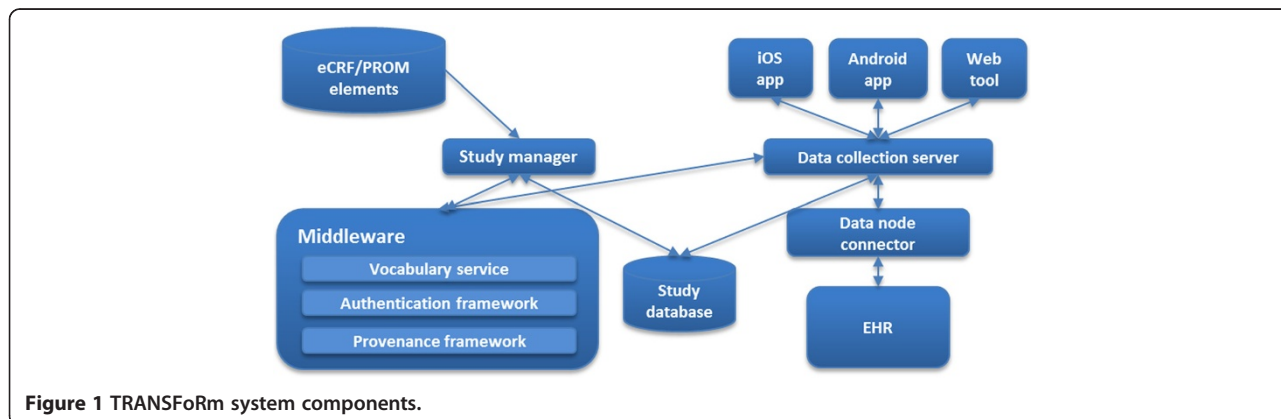 eCRF/PROM
elements
iOS
app
Android
app
Web
tool
Study manager
Data collection server
Middleware
Vocabulary service
Authentication framework
Provenance framework
Study
database
Data node
connector
EHR
Figure 1 TRANSFoRm system components.